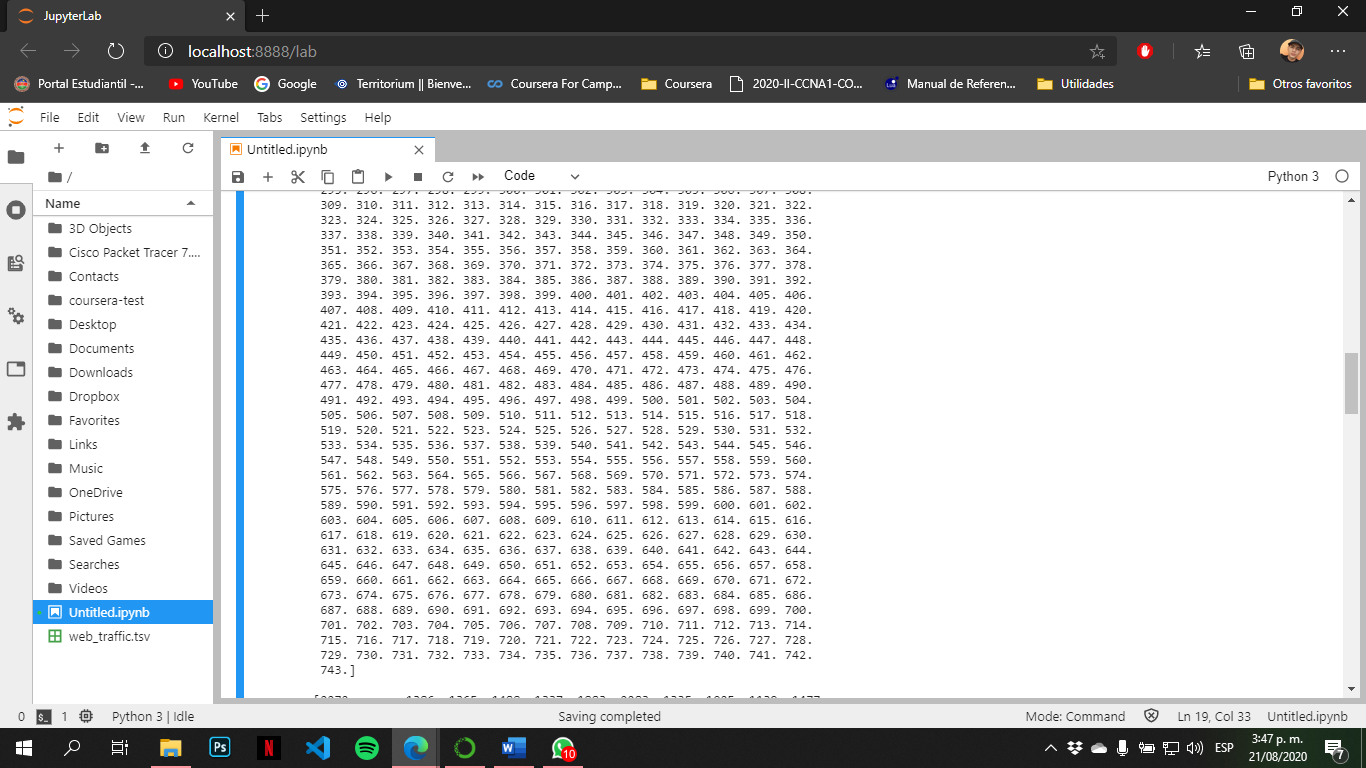 JupyterLab
localhost:8888/lab
Portal Estudiantil -...
YouTube
Google
Territorium || Bienve...
Coursera For Camp...
Coursera
2020-II-CCNA1-CO...
Manual de Referen...
Utilidades
Otros favoritos
File Edit View Run Kernel Tabs Settings Help
Untitled.ipynb
/
Code
Python 3
Name
3D Objects
Cisco Packet Tracer 7....
Contacts
coursera-test
Desktop
Documents
Downloads
Dropbox
Favorites
Links
Music
OneDrive
Pictures
Saved Games
Searches
Videos
Untitled.ipynb
web_traffic.tsv
295. 296. 297. 298. 299. 300. 301. 302. 303. 304. 305. 306. 307. 308.
309. 310. 311. 312. 313. 314. 315. 316. 317. 318. 319. 320. 321. 322.
323. 324. 325. 326. 327. 328. 329. 330. 331. 332. 333. 334. 335. 336.
337. 338. 339. 340. 341. 342. 343. 344. 345. 346. 347. 348. 349. 350.
351. 352. 353. 354. 355. 356. 357. 358. 359. 360. 361. 362. 363. 364.
365. 366. 367. 368. 369. 370. 371. 372. 373. 374. 375. 376. 377. 378.
379. 380. 381. 382. 383. 384. 385. 386. 387. 388. 389. 390. 391. 392.
393. 394. 395. 396. 397. 398. 399. 400. 401. 402. 403. 404. 405. 406.
407. 408. 409. 410. 411. 412. 413. 414. 415. 416. 417. 418. 419. 420.
421. 422. 423. 424. 425. 426. 427. 428. 429. 430. 431. 432. 433. 434.
435. 436. 437. 438. 439. 440. 441. 442. 443. 444. 445. 446. 447. 448.
449. 450. 451. 452. 453. 454. 455. 456. 457. 458. 459. 460. 461. 462.
463. 464. 465. 466. 467. 468. 469. 470. 471. 472. 473. 474. 475. 476.
477. 478. 479. 480. 481. 482. 483. 484. 485. 486. 487. 488. 489. 490.
491. 492. 493. 494. 495. 496. 497. 498. 499. 500. 501. 502. 503. 504.
505. 506. 507. 508. 509. 510. 511. 512. 513. 514. 515. 516. 517. 518.
519. 520. 521. 522. 523. 524. 525. 526. 527. 528. 529. 530. 531. 532.
533. 534. 535. 536. 537. 538. 539. 540. 541. 542. 543. 544. 545. 546.
547. 548. 549. 550. 551. 552. 553. 554. 555. 556. 557. 558. 559. 560.
561. 562. 563. 564. 565. 566. 567. 568. 569. 570. 571. 572. 573. 574.
575. 576. 577. 578. 579. 580. 581. 582. 583. 584. 585. 586. 587. 588.
589. 590. 591. 592. 593. 594. 595. 596. 597. 598. 599. 600. 601. 602.
603. 604. 605. 606. 607. 608. 609. 610. 611. 612. 613. 614. 615. 616.
617. 618. 619. 620. 621. 622. 623. 624. 625. 626. 627. 628. 629. 630.
631. 632. 633. 634. 635. 636. 637. 638. 639. 640. 641. 642. 643. 644.
645. 646. 647. 648. 649. 650. 651. 652. 653. 654. 655. 656. 657. 658.
659. 660. 661. 662. 663. 664. 665. 666. 667. 668. 669. 670. 671. 672.
673. 674. 675. 676. 677. 678. 679. 680. 681. 682. 683. 684. 685. 686.
687. 688. 689. 690. 691. 692. 693. 694. 695. 696. 697. 698. 699. 700.
701. 702. 703. 704. 705. 706. 707. 708. 709. 710. 711. 712. 713. 714.
715. 716. 717. 718. 719. 720. 721. 722. 723. 724. 725. 726. 727. 728.
729. 730. 731. 732. 733. 734. 735. 736. 737. 738. 739. 740. 741. 742.
743.]
0 $_ 1 Python 3 | Idle
Saving completed
Mode: Command
Ln 19, Col 33
Untitled.ipynb
Ps
N
W
10
ESP
3:47 p. m.
21/08/2020
7